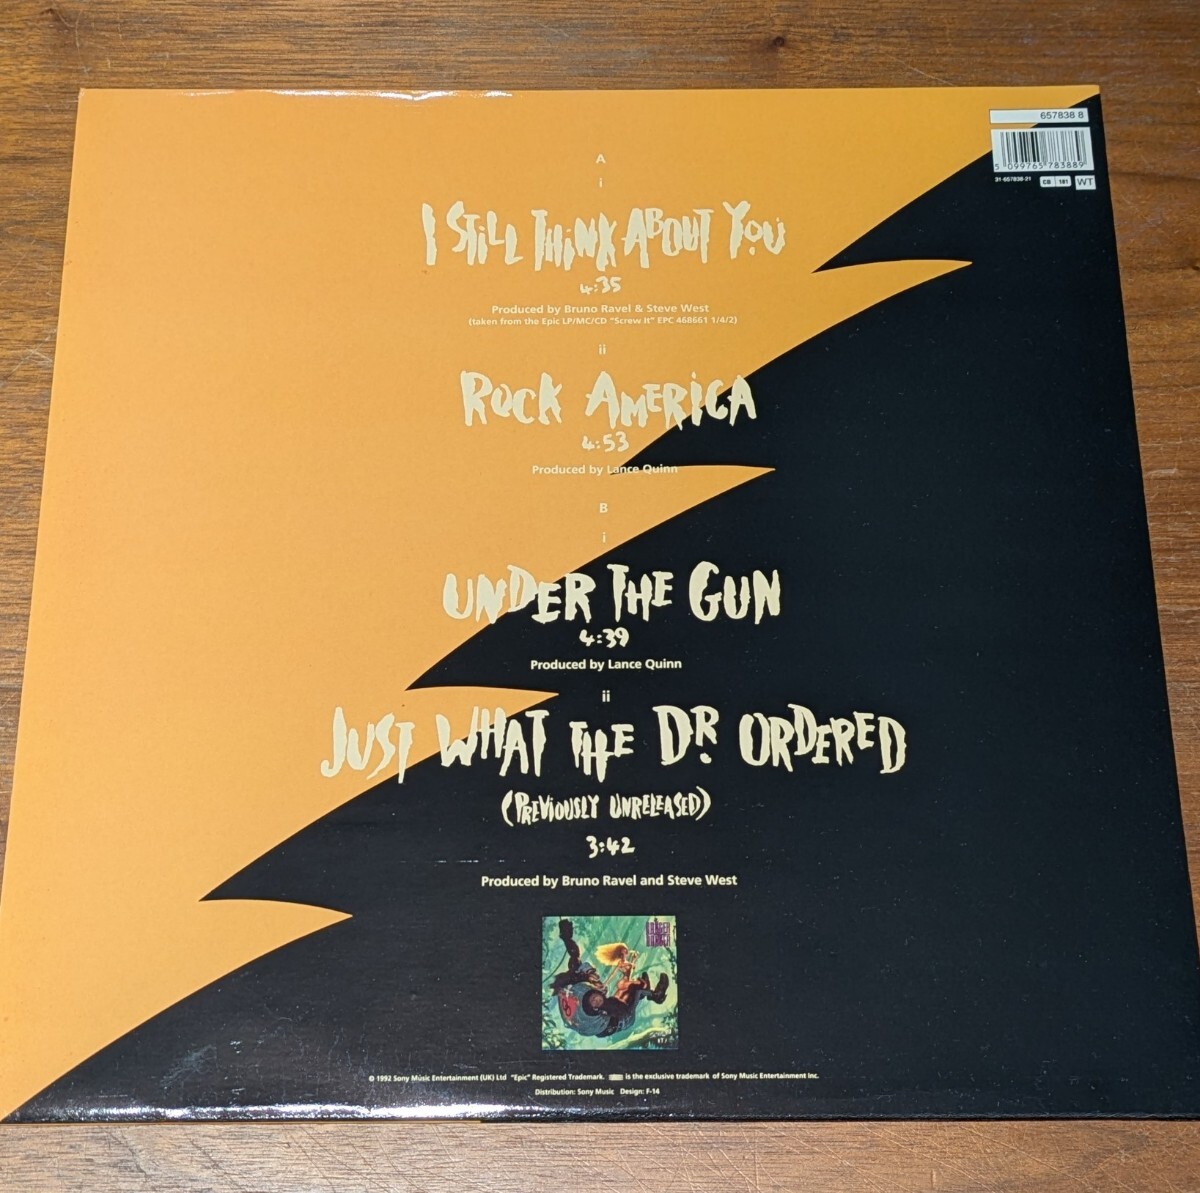 657838 8
5 099765 783889
31-657838-21 CB 181 WT
A
i
I STiLL THiNK ABOUT YOU
4:35
Produced by Bruno Ravel & Steve West
(taken from the Epic LP/MC/CD "Screw It" EPC 468661 1/4/2)
ii
ROCK AMERiCA
4:53
Produced by Lance Quinn
B
i
UNDER THE GUN
4:39
Produced by Lance Quinn
ii
JUST WHAT THE DR. ORDERED
(PREViOUSLY UNRELEASED)
3:42
Produced by Bruno Ravel and Steve West
DANGER DANGER
© 1992 Sony Music Entertainment (UK) Ltd "Epic" Registered Trademark. is the exclusive trademark of Sony Music Entertainment Inc.
Distribution: Sony Music Design: F-14